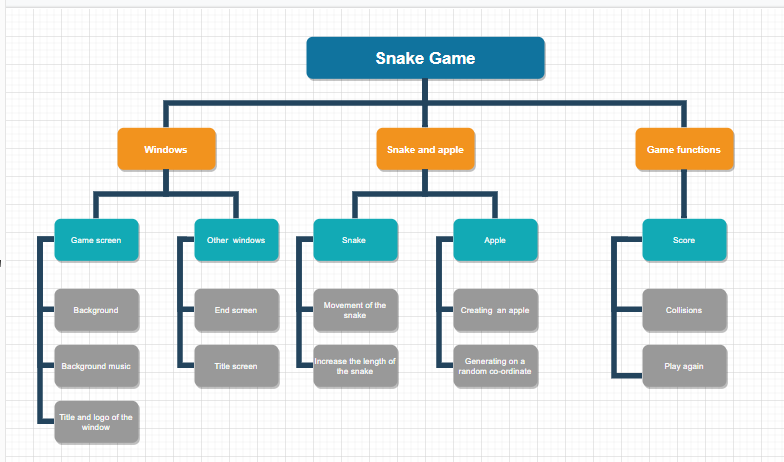 Snake Game
Windows
Snake and apple
Game functions
Game screen
Other windows
Snake
Apple
Score
Background
End screen
Movement of the
snake
Creating an apple
Collisions
Background music
Title screen
Increase the length of
the snake
Generating on a
random co-ordinate
Play again
Title and logo of the
window